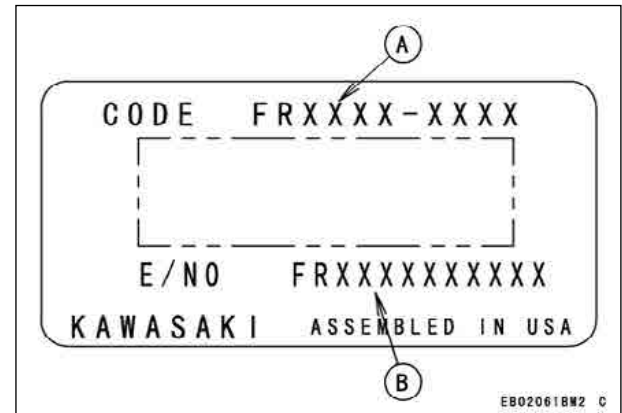 A
CODE FRXXXX-XXXX
E/NO FRXXXXXXXXXX
KAWASAKI ASSEMBLED IN USA
B
EB02061BW2 C